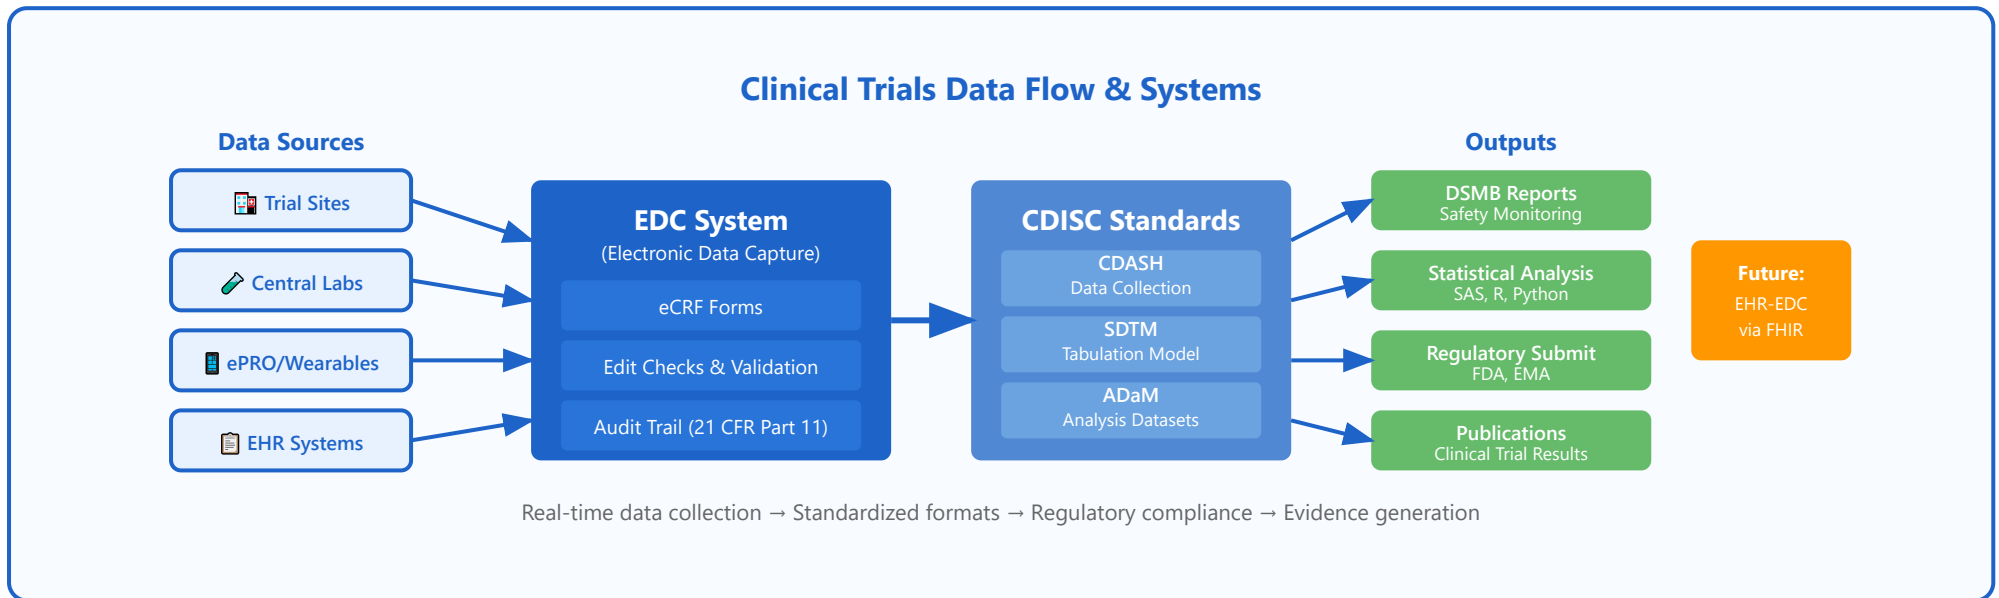 Clinical Trials Data Flow & Systems
Data Sources
Trial Sites
Central Labs
ePRO/Wearables
EHR Systems
EDC System
(Electronic Data Capture)
eCRF Forms
Edit Checks & Validation
Audit Trail (21 CFR Part 11)
CDISC Standards
CDASH
Data Collection
SDTM
Tabulation Model
ADaM
Analysis Datasets
Outputs
DSMB Reports
Safety Monitoring
Statistical Analysis
SAS, R, Python
Regulatory Submit
FDA, EMA
Publications
Clinical Trial Results
Future:
EHR-EDC
via FHIR
Real-time data collection → Standardized formats → Regulatory compliance → Evidence generation